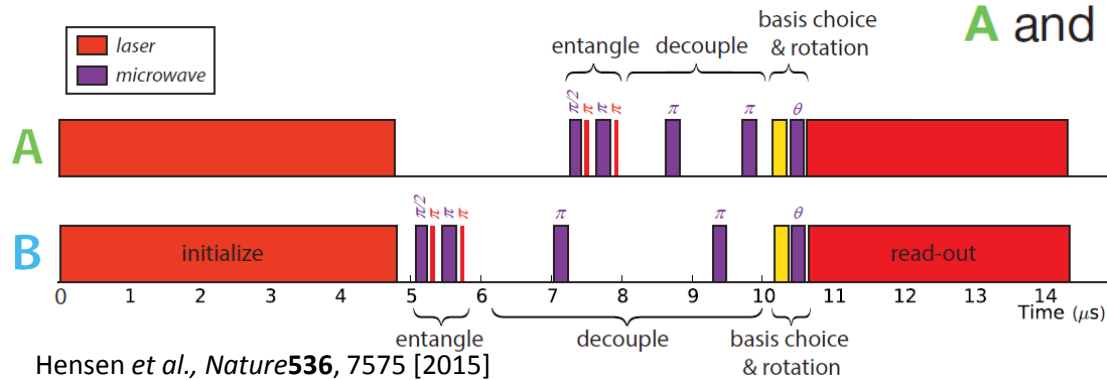 A and
laser
microwave
entangle decouple basis choice
& rotation
π/2 π π π π π θ
A
π/2 π π π π π θ
B initialize read-out
0 1 2 3 4 5 6 7 8 9 10 11 12 13 14
Time (μs)
entangle decouple basis choice
& rotation
Hensen et al., Nature536, 7575 [2015]